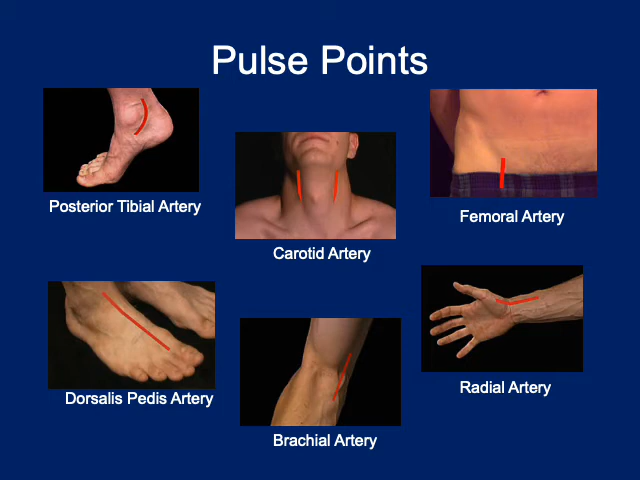 Pulse Points
Posterior Tibial Artery
Carotid Artery
Femoral Artery
Dorsalis Pedis Artery
Brachial Artery
Radial Artery